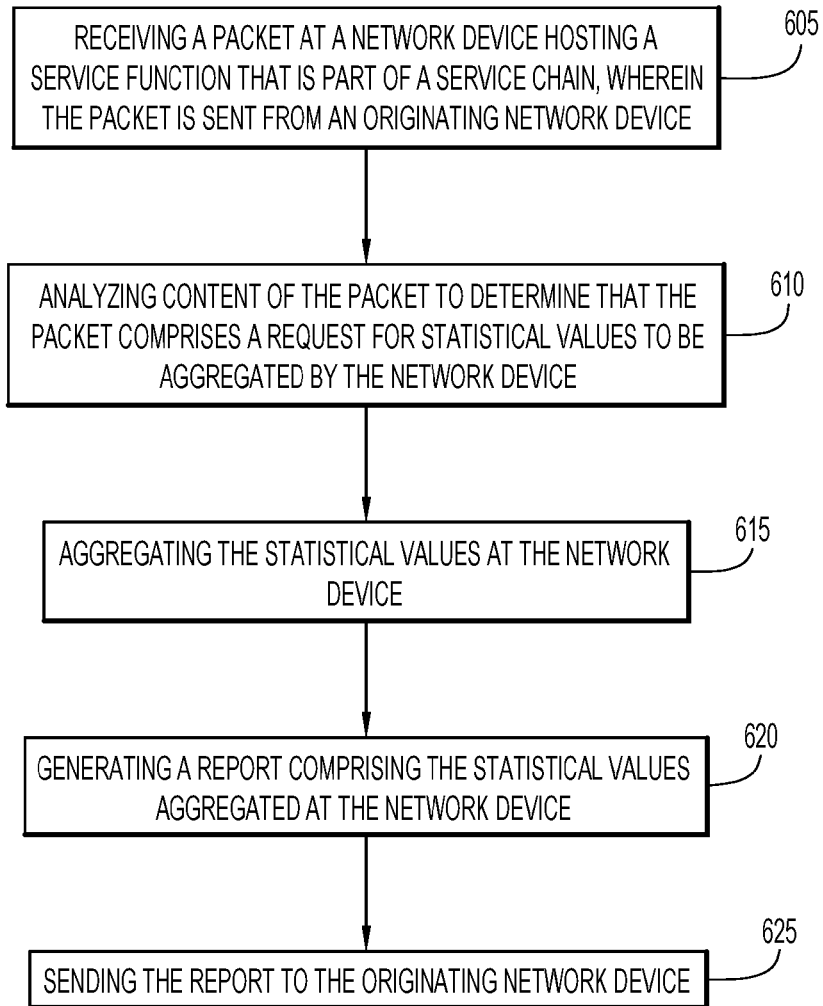 RECEIVING A PACKET AT A NETWORK DEVICE HOSTING A
SERVICE FUNCTION THAT IS PART OF A SERVICE CHAIN, WHEREIN
THE PACKET IS SENT FROM AN ORIGINATING NETWORK DEVICE
605
ANALYZING CONTENT OF THE PACKET TO DETERMINE THAT THE
PACKET COMPRISES A REQUEST FOR STATISTICAL VALUES TO BE
AGGREGATED BY THE NETWORK DEVICE
610
AGGREGATING THE STATISTICAL VALUES AT THE NETWORK
DEVICE
615
GENERATING A REPORT COMPRISING THE STATISTICAL VALUES
AGGREGATED AT THE NETWORK DEVICE
620
SENDING THE REPORT TO THE ORIGINATING NETWORK DEVICE
625